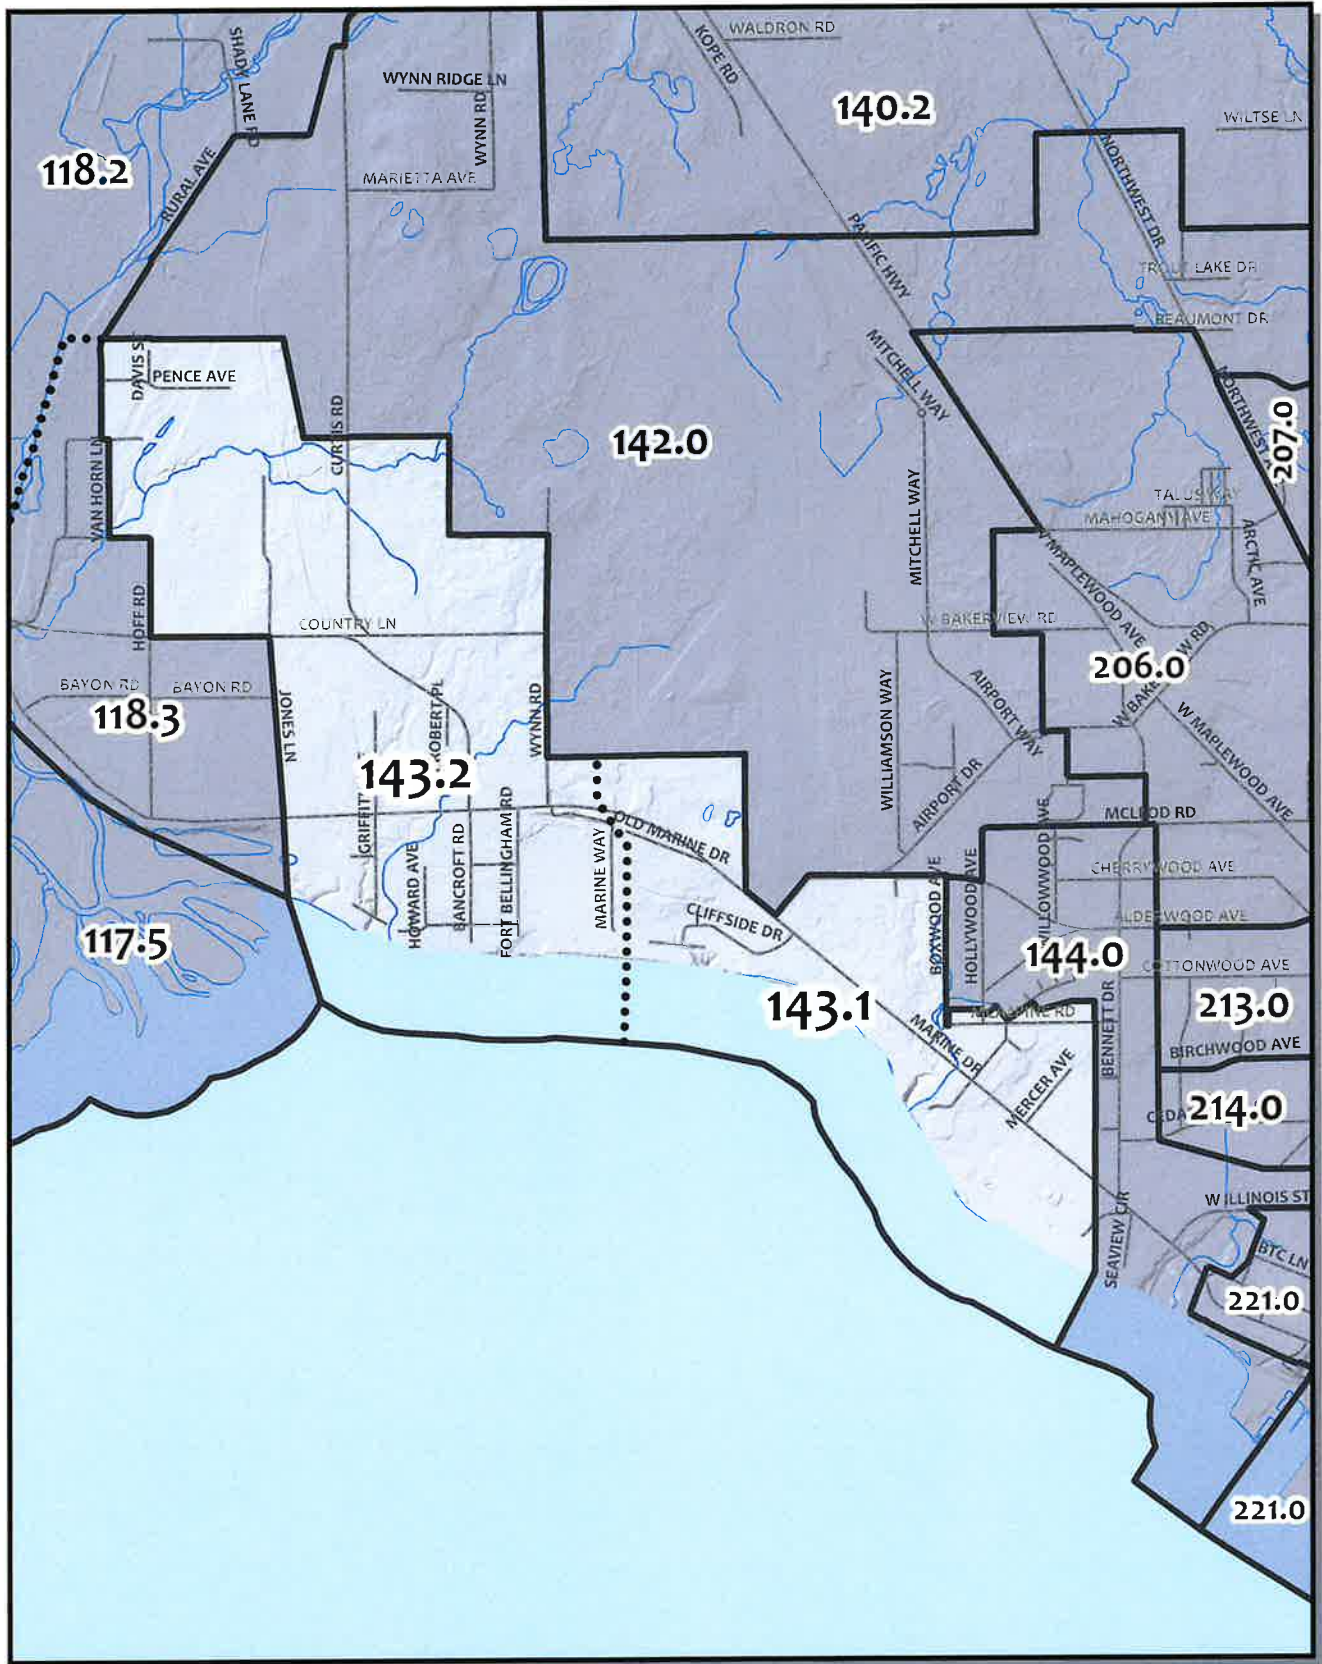 SHADY LANE RD
WYNN RIDGE LN
WYNN RD
KOPE RD
WALDRON RD
140.2
WILTSE LN
118.2
RURAL AVE
MARIETTA AVE
NORTHWEST DR
PACIFIC HWY
TROUT LAKE DR
BEAUMONT DR
DAVIS ST
PENCE AVE
MITCHELL WAY
NORTHWEST
207.0
CURTIS RD
142.0
VAN HORN LN
MITCHELL WAY
TALUS WAY
MAHOGANY AVE
ARCTIC AVE
W MAPLEWOOD AVE
HOFF RD
COUNTRY LN
W BAKERVIEW RD
206.0
BAYON RD
BAYON RD
118.3
JONES LN
ROBERT PL
WYNN RD
WILLIAMSON WAY
AIRPORT WAY
W MAPLEWOOD AVE
143.2
AIRPORT DR
MCLEOD RD
GRIFFIT
HOWARD AVE
BANCROFT RD
FORT BELLINGHAM RD
MARINE WAY
OLD MARINE DR
CHERRYWOOD AVE
WILLOWWOOD AVE
BOXWOOD AVE
HOLLYWOOD AVE
ALDERWOOD AVE
117.5
CLIFFSIDE DR
144.0
COTTONWOOD AVE
143.1
213.0
MARINE DR
BENNETT DR
BIRCHWOOD AVE
MERCER AVE
214.0
W ILLINOIS ST
SEAVIEW CIR
BTC LN
221.0
221.0